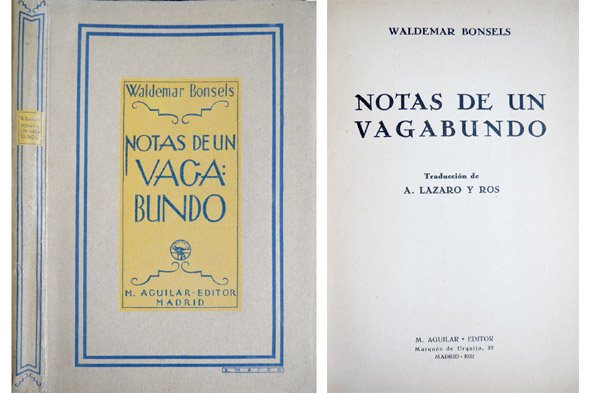 Waldemar Bonsels
NOTAS DE UN
VAGA:
BUNDO
M. AGUILAR-EDITOR
MADRID
WALDEMAR BONSELS
NOTAS DE UN
VAGABUNDO
Traducción de
A. LAZARO Y ROS
M. AGUILAR • EDITOR
Marqués de Urquijo, 39
MADRID